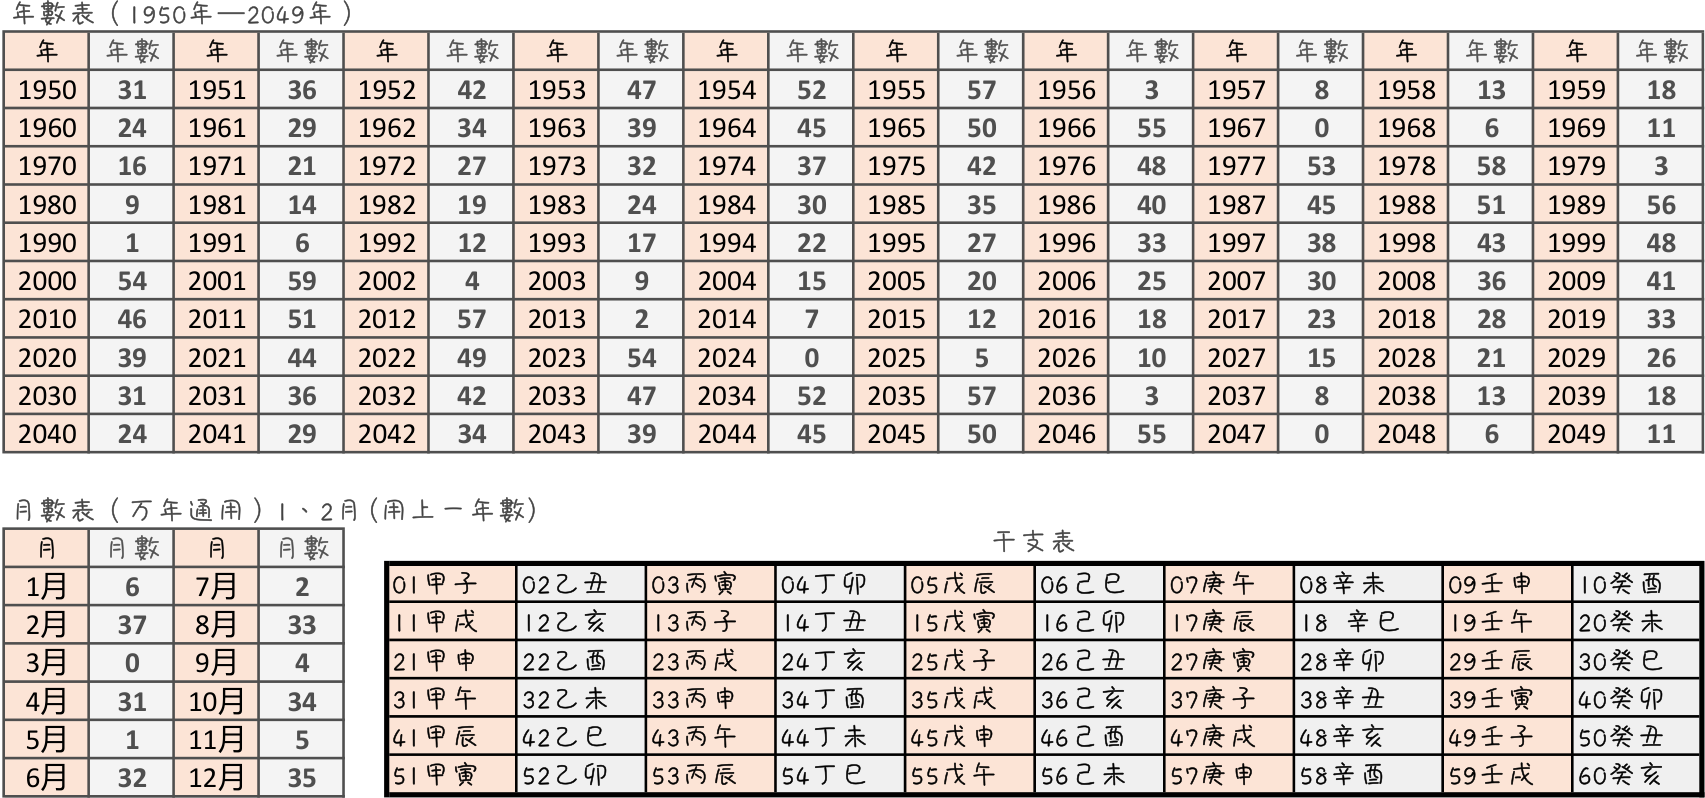 年數表（1950年—2049年）
年 年數 年 年數 年 年數 年 年數 年 年數 年 年數 年 年數 年 年數 年 年數 年 年數
1950 31 1951 36 1952 42 1953 47 1954 52 1955 57 1956 3 1957 8 1958 13 1959 18
1960 24 1961 29 1962 34 1963 39 1964 45 1965 50 1966 55 1967 0 1968 6 1969 11
1970 16 1971 21 1972 27 1973 32 1974 37 1975 42 1976 48 1977 53 1978 58 1979 3
1980 9 1981 14 1982 19 1983 24 1984 30 1985 35 1986 40 1987 45 1988 51 1989 56
1990 1 1991 6 1992 12 1993 17 1994 22 1995 27 1996 33 1997 38 1998 43 1999 48
2000 54 2001 59 2002 4 2003 9 2004 15 2005 20 2006 25 2007 30 2008 36 2009 41
2010 46 2011 51 2012 57 2013 2 2014 7 2015 12 2016 18 2017 23 2018 28 2019 33
2020 39 2021 44 2022 49 2023 54 2024 0 2025 5 2026 10 2027 15 2028 21 2029 26
2030 31 2031 36 2032 42 2033 47 2034 52 2035 57 2036 3 2037 8 2038 13 2039 18
2040 24 2041 29 2042 34 2043 39 2044 45 2045 50 2046 55 2047 0 2048 6 2049 11
月數表（万年通用）1、2月(用上一年數)
月 月數 月 月數
1月 6 7月 2
2月 37 8月 33
3月 0 9月 4
4月 31 10月 34
5月 1 11月 5
6月 32 12月 35
干支表
01甲子 02乙丑 03丙寅 04丁卯 05戊辰 06己巳 07庚午 08辛未 09壬申 10癸酉
11甲戌 12乙亥 13丙子 14丁丑 15戊寅 16己卯 17庚辰 18 辛巳 19壬午 20癸未
21甲申 22乙酉 23丙戌 24丁亥 25戊子 26己丑 27庚寅 28辛卯 29壬辰 30癸巳
31甲午 32乙未 33丙申 34丁酉 35戊戌 36己亥 37庚子 38辛丑 39壬寅 40癸卯
41甲辰 42乙巳 43丙午 44丁未 45戊申 46己酉 47庚戌 48辛亥 49壬子 50癸丑
51甲寅 52乙卯 53丙辰 54丁巳 55戊午 56己未 57庚申 58辛酉 59壬戌 60癸亥